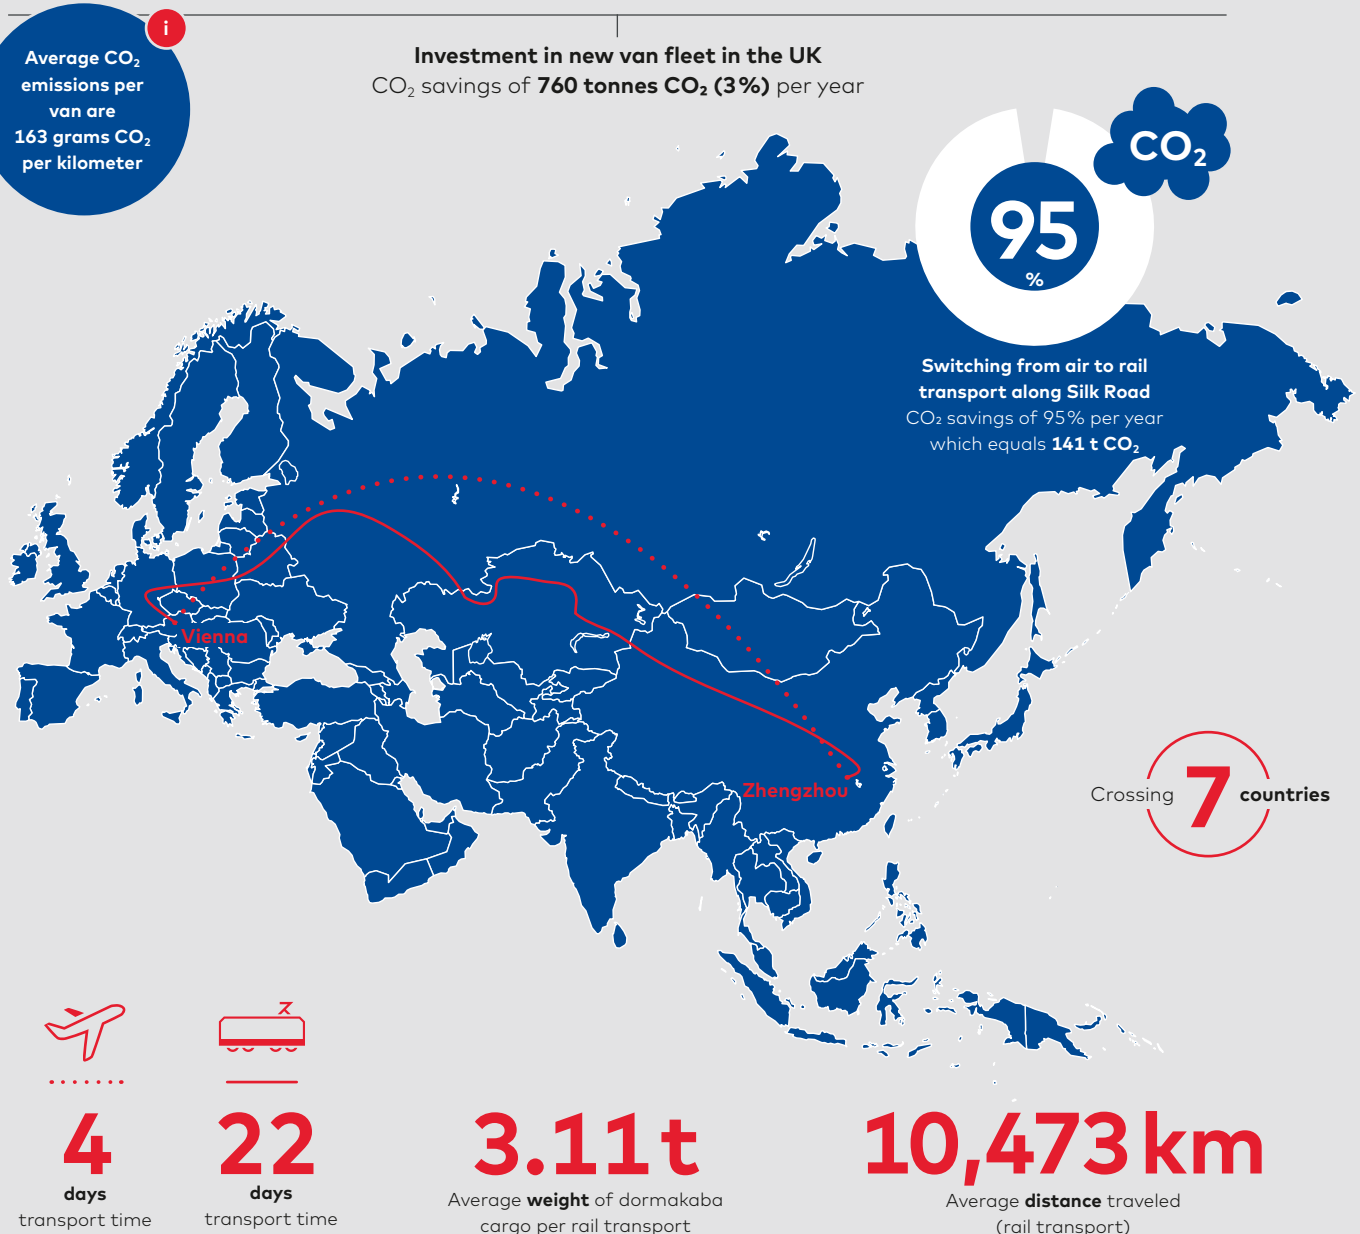 Average CO₂
emissions per
van are
163 grams CO₂
per kilometer
i
Investment in new van fleet in the UK
CO₂ savings of 760 tonnes CO₂ (3%) per year
CO₂
95
%
Switching from air to rail
transport along Silk Road
CO₂ savings of 95% per year
which equals 141 t CO₂
Vienna
Zhengzhou
Crossing 7 countries
4
days
transport time
22
days
transport time
3.11 t
Average weight of dormakaba
cargo per rail transport
10,473 km
Average distance traveled
(rail transport)